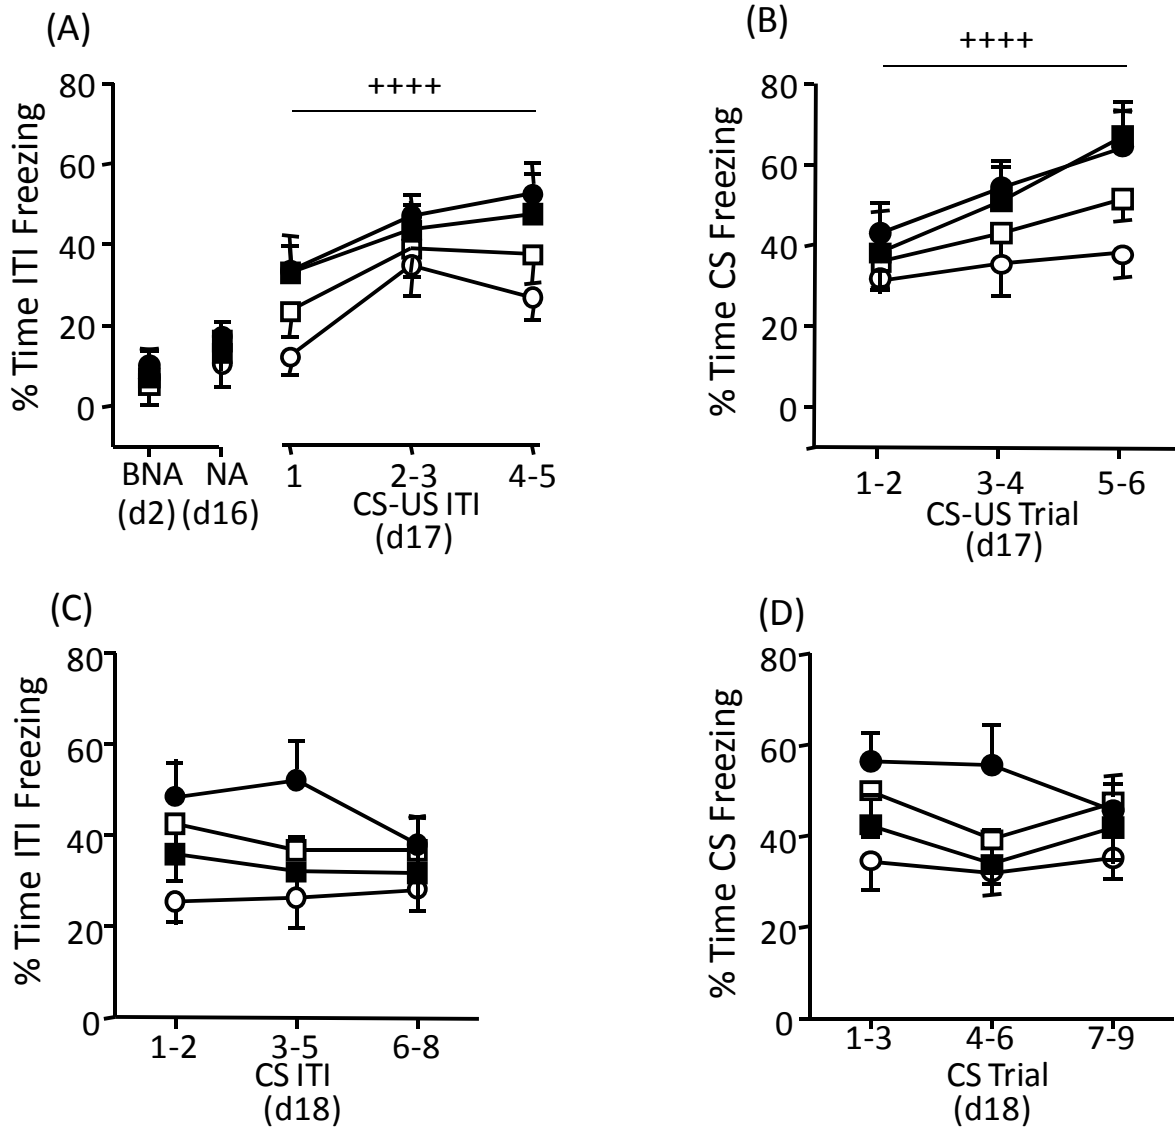 (A)
++++
80
60
40
20
0
% Time ITI Freezing
BNA NA 1 2-3 4-5
(d2) (d16) CS-US ITI
(d17)
(B)
++++
80
60
40
20
0
% Time CS Freezing
1-2 3-4 5-6
CS-US Trial
(d17)
(C)
80
60
40
20
0
% Time ITI Freezing
1-2 3-5 6-8
CS ITI
(d18)
(D)
80
60
40
20
0
% Time CS Freezing
1-3 4-6 7-9
CS Trial
(d18)